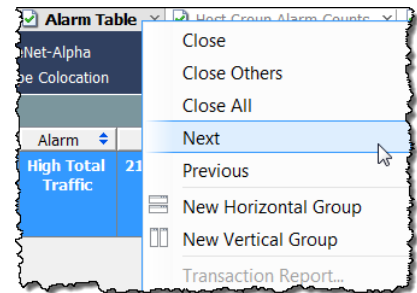 Alarm Table
Host Group Alarm Counts
Net-Alpha
Colocation
Close
Close Others
Close All
Next
Previous
New Horizontal Group
New Vertical Group
Transaction Report...
Alarm
High Total
Traffic
21